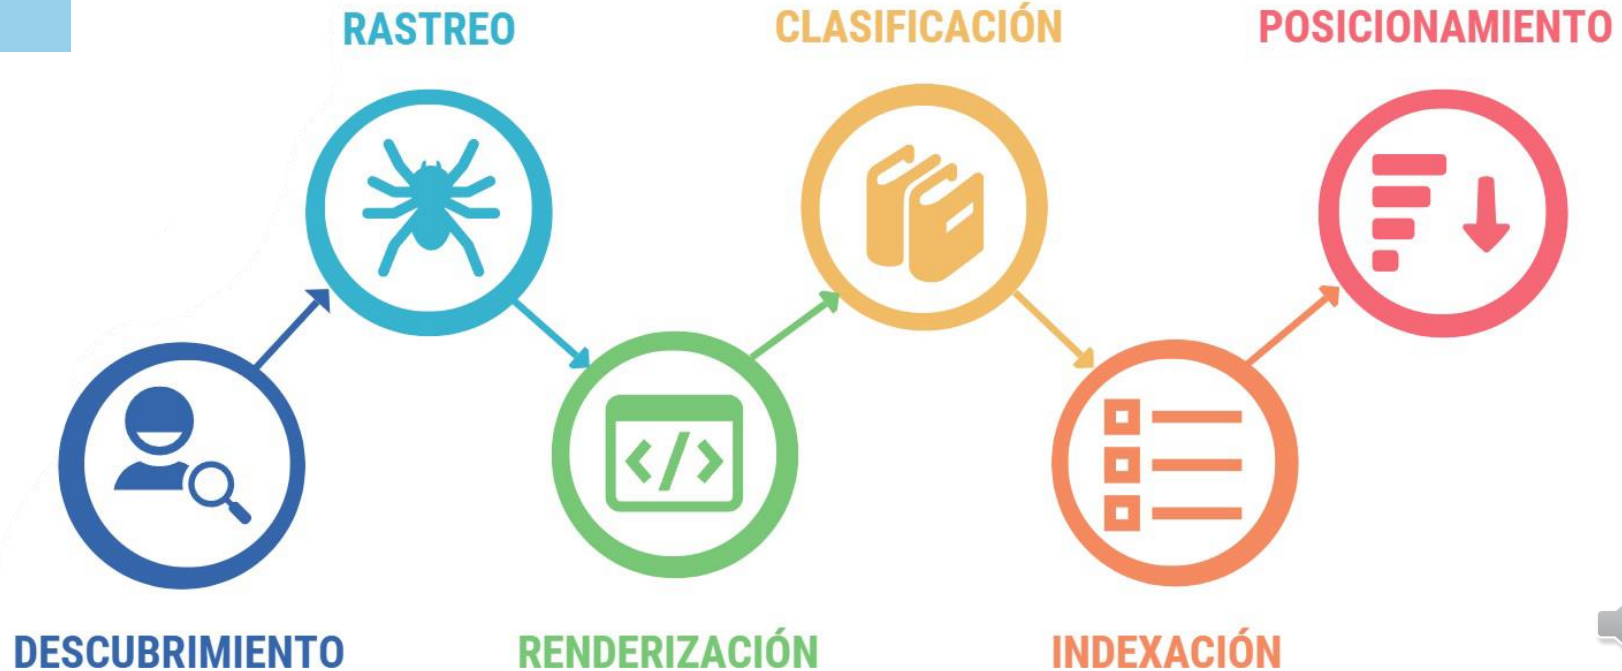 RASTREO
CLASIFICACIÓN
POSICIONAMIENTO
DESCUBRIMIENTO
RENDERIZACIÓN
INDEXACIÓN